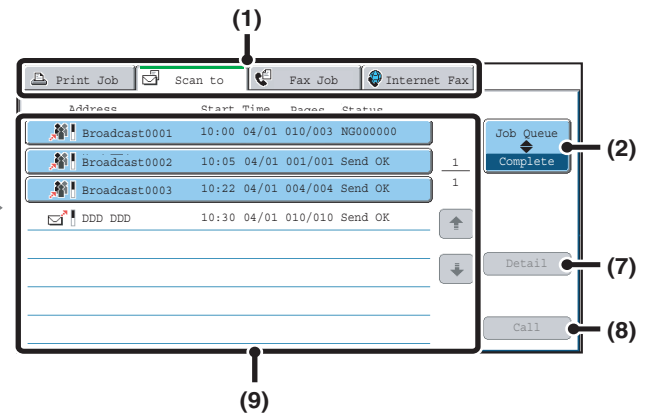 (1)
Print Job Scan to Fax Job Internet Fax
Address Start Time Pages Status
Broadcast0001 10:00 04/01 010/003 NG000000
Broadcast0002 10:05 04/01 001/001 Send OK
Broadcast0003 10:22 04/01 004/004 Send OK
DDD DDD 10:30 04/01 010/010 Send OK
1
1
Job Queue
Complete
(2)
Detail
(7)
Call
(8)
(9)